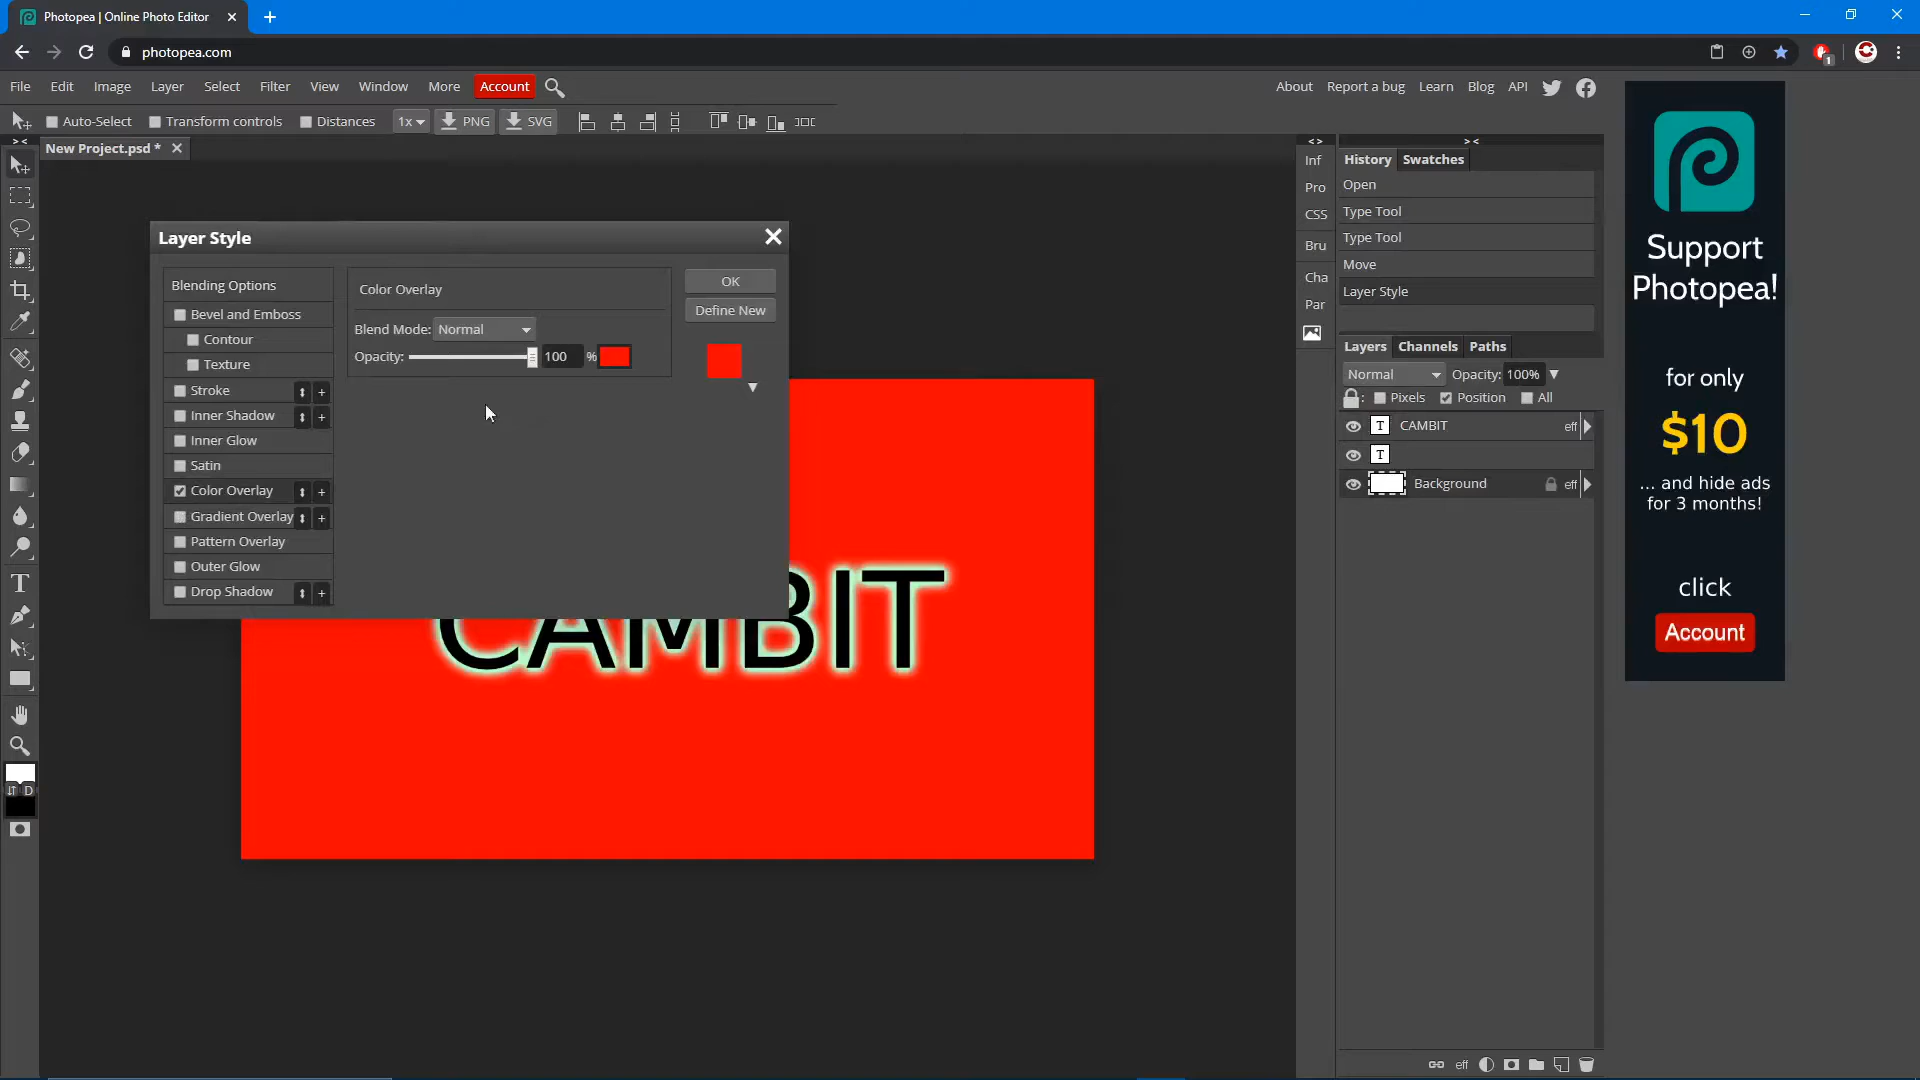 Photopea | Online Photo Editor
photopea.com
1
File Edit Image Layer Select Filter View Window More Account
About Report a bug Learn Blog API
Auto-Select Transform controls Distances 1x PNG SVG
New Project.psd *
Layer Style
Blending Options
Bevel and Emboss
Contour
Texture
Stroke +
Inner Shadow +
Inner Glow
Satin
Color Overlay +
Gradient Overlay +
Pattern Overlay
Outer Glow
Drop Shadow +
Color Overlay
Blend Mode: Normal
Opacity: 100 %
OK
Define New
CAMBIT
T
D
> <
< >
Inf
Pro
CSS
Bru
Cha
Par
> <
History Swatches
Open
Type Tool
Type Tool
Move
Layer Style
Layers Channels Paths
Normal Opacity: 100%
: Pixels Position All
T CAMBIT eff
T
Background eff
eff
Support
Photopea!
for only
$10
... and hide ads
for 3 months!
click
Account